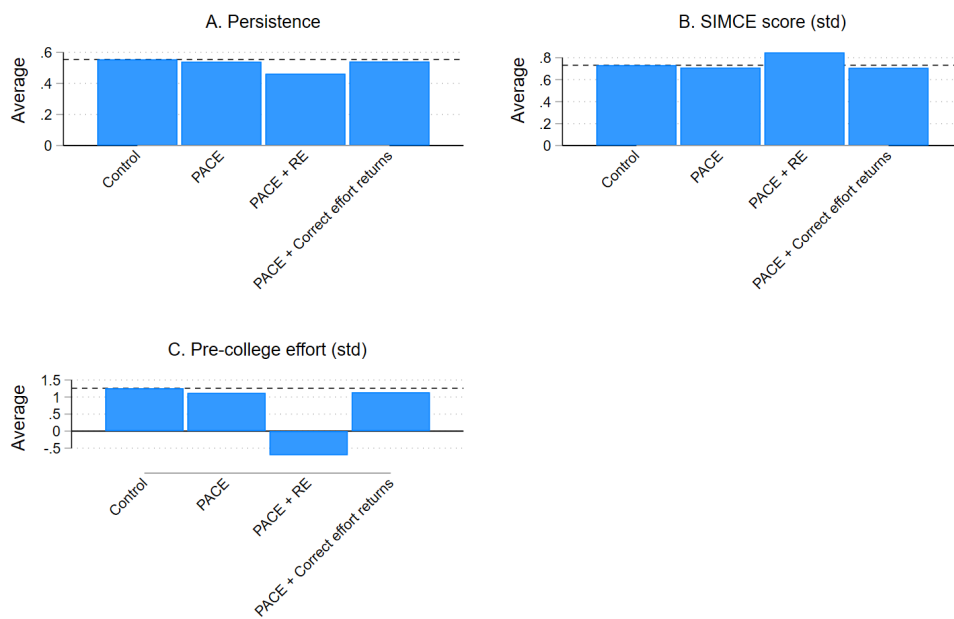 A. Persistence
Average
.6
.4
.2
0
Control
PACE
PACE + RE
PACE + Correct effort returns
B. SIMCE score (std)
Average
.8
.6
.4
.2
0
Control
PACE
PACE + RE
PACE + Correct effort returns
C. Pre-college effort (std)
Average
1.5
1
.5
0
-.5
Control
PACE
PACE + RE
PACE + Correct effort returns